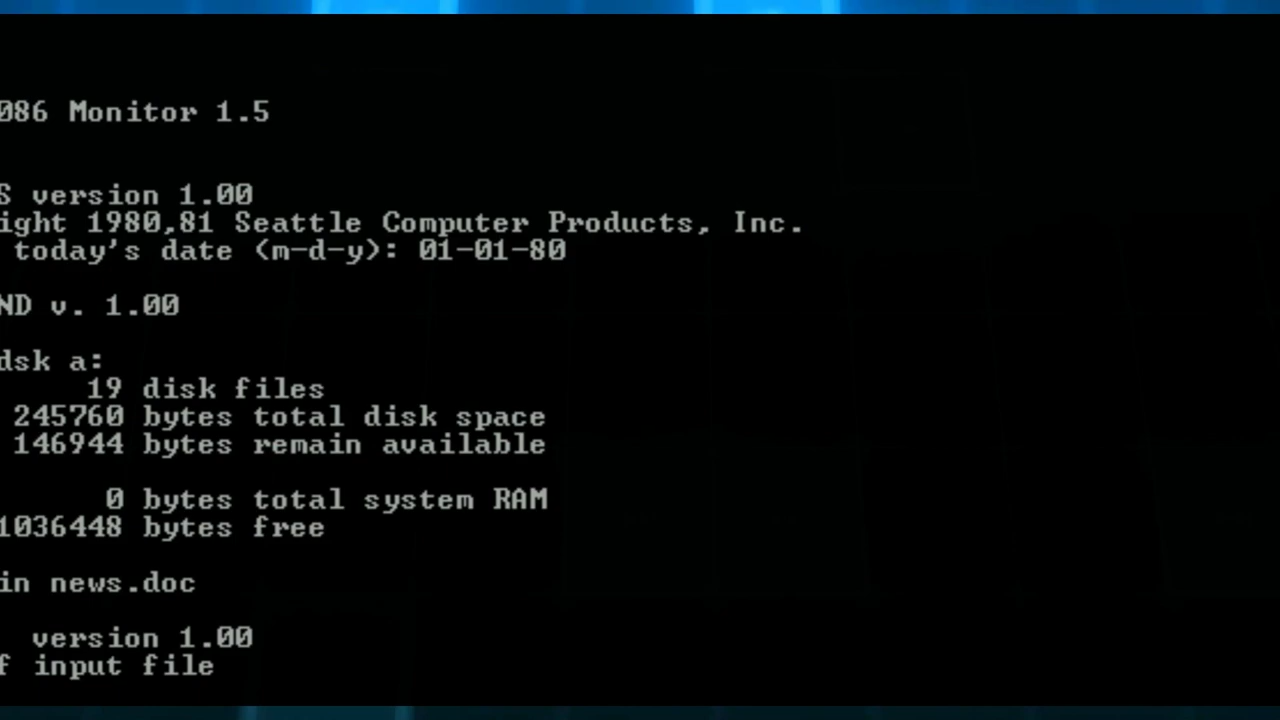 086 Monitor 1.5
S version 1.00
ight 1980,81 Seattle Computer Products, Inc.
today's date (m-d-y): 01-01-80
ND v. 1.00
dsk a:
19 disk files
245760 bytes total disk space
146944 bytes remain available
0 bytes total system RAM
1036448 bytes free
in news.doc
version 1.00
f input file